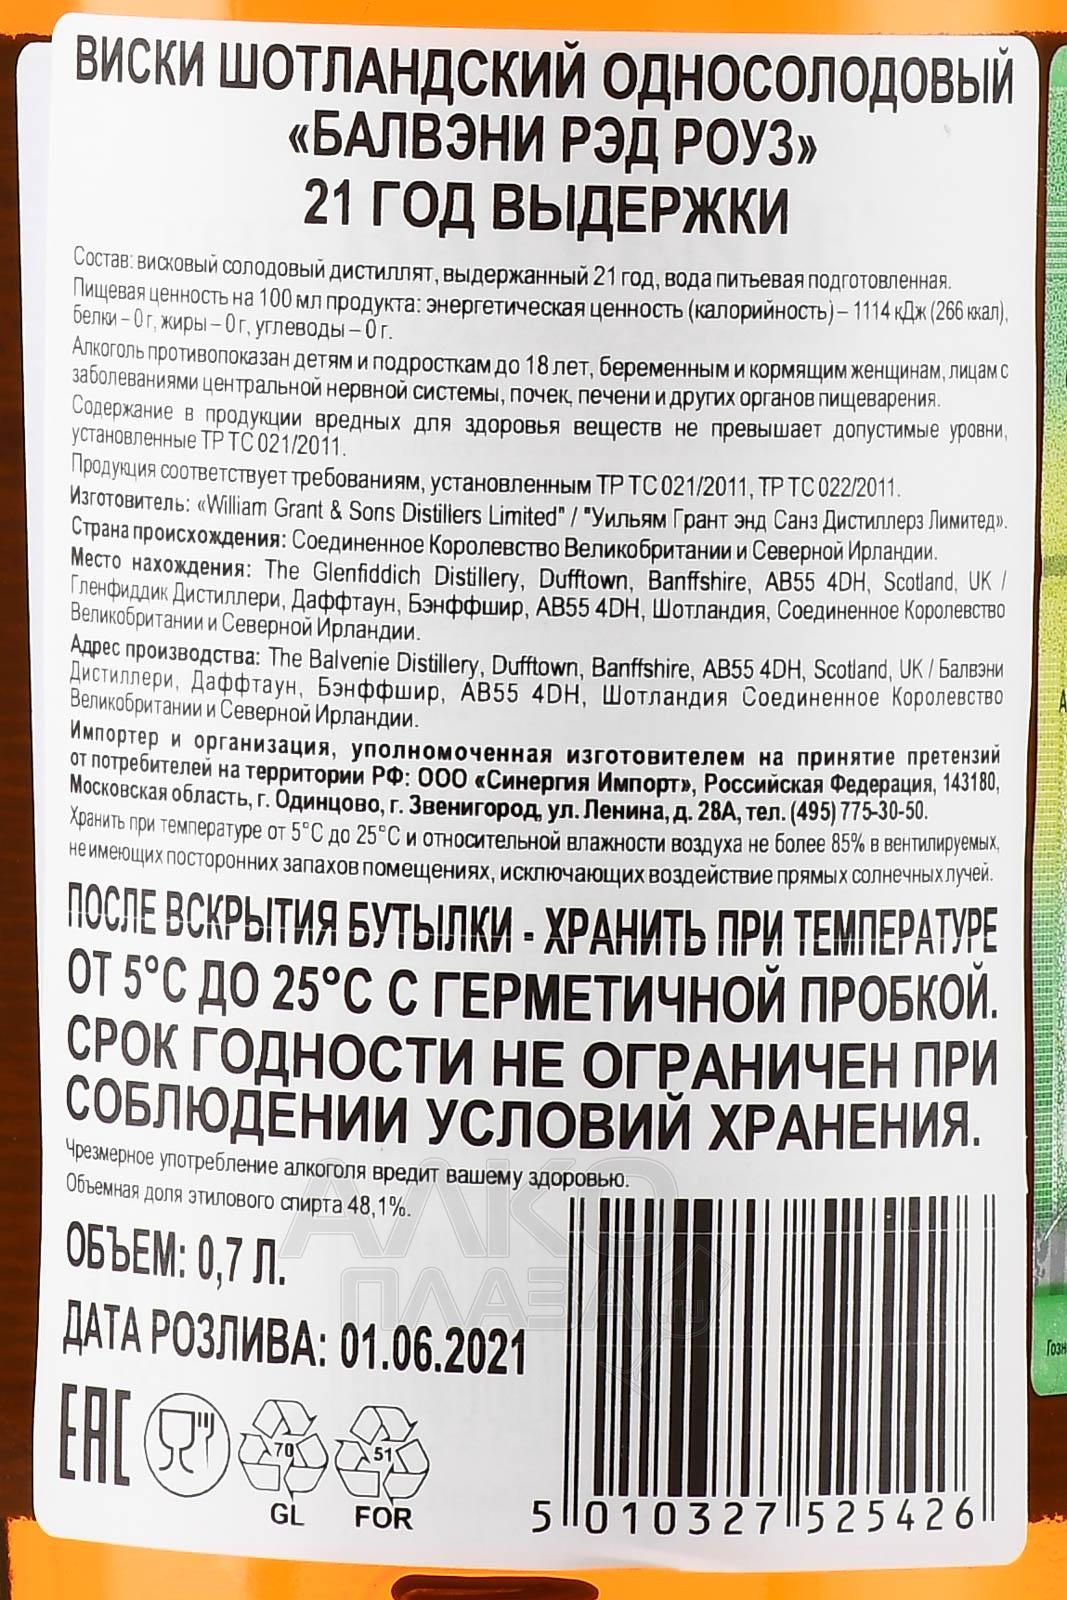 ВИСКИ ШОТЛАНДСКИЙ ОДНОСОЛОДОВЫЙ
«БАЛВЭНИ РЭД РОУЗ»
21 ГОД ВЫДЕРЖКИ
Состав: висковый солодовый дистиллят, выдержанный 21 год, вода питьевая подготовленная.
Пищевая ценность на 100 мл продукта: энергетическая ценность (калорийность) – 1114 кДж (266 ккал),
белки – 0 г, жиры – 0 г, углеводы – 0 г.
Алкоголь противопоказан детям и подросткам до 18 лет, беременным и кормящим женщинам, лицам с
заболеваниями центральной нервной системы, почек, печени и других органов пищеварения.
Содержание в продукции вредных для здоровья веществ не превышает допустимые уровни,
установленные ТР ТС 021/2011.
Продукция соответствует требованиям, установленным ТР ТС 021/2011, ТР ТС 022/2011.
Изготовитель: «William Grant & Sons Distillers Limited" / "Уильям Грант энд Санз Дистиллерз Лимитед».
Страна происхождения: Соединенное Королевство Великобритании и Северной Ирландии.
Место нахождения: The Glenfiddich Distillery, Dufftown, Banffshire, AB55 4DH, Scotland, UK /
Гленфиддик Дистиллери, Даффтаун, Бэнффшир, AB55 4DH, Шотландия, Соединенное Королевство
Великобритании и Северной Ирландии.
Адрес производства: The Balvenie Distillery, Dufftown, Banffshire, AB55 4DH, Scotland, UK / Балвэни
Дистиллери, Даффтаун, Бэнффшир, AB55 4DH, Шотландия Соединенное Королевство
Великобритании и Северной Ирландии.
Импортер и организация, уполномоченная изготовителем на принятие претензий
от потребителей на территории РФ: ООО «Синергия Импорт», Российская Федерация, 143180,
Московская область, г. Одинцово, г. Звенигород, ул. Ленина, д. 28А, тел. (495) 775-30-50.
Хранить при температуре от 5°С до 25°С и относительной влажности воздуха не более 85% в вентилируемых,
не имеющих посторонних запахов помещениях, исключающих воздействие прямых солнечных лучей.
ПОСЛЕ ВСКРЫТИЯ БУТЫЛКИ - ХРАНИТЬ ПРИ ТЕМПЕРАТУРЕ
ОТ 5°С ДО 25°С С ГЕРМЕТИЧНОЙ ПРОБКОЙ.
СРОК ГОДНОСТИ НЕ ОГРАНИЧЕН ПРИ
СОБЛЮДЕНИИ УСЛОВИЙ ХРАНЕНИЯ.
Чрезмерное употребление алкоголя вредит вашему здоровью.
Объемная доля этилового спирта 48,1%.
ОБЪЕМ: 0,7 Л.
ДАТА РОЗЛИВА: 01.06.2021
EAC
70
GL
51
FOR
5 010327 525426
АЛКО
ПЛАЗА.ru